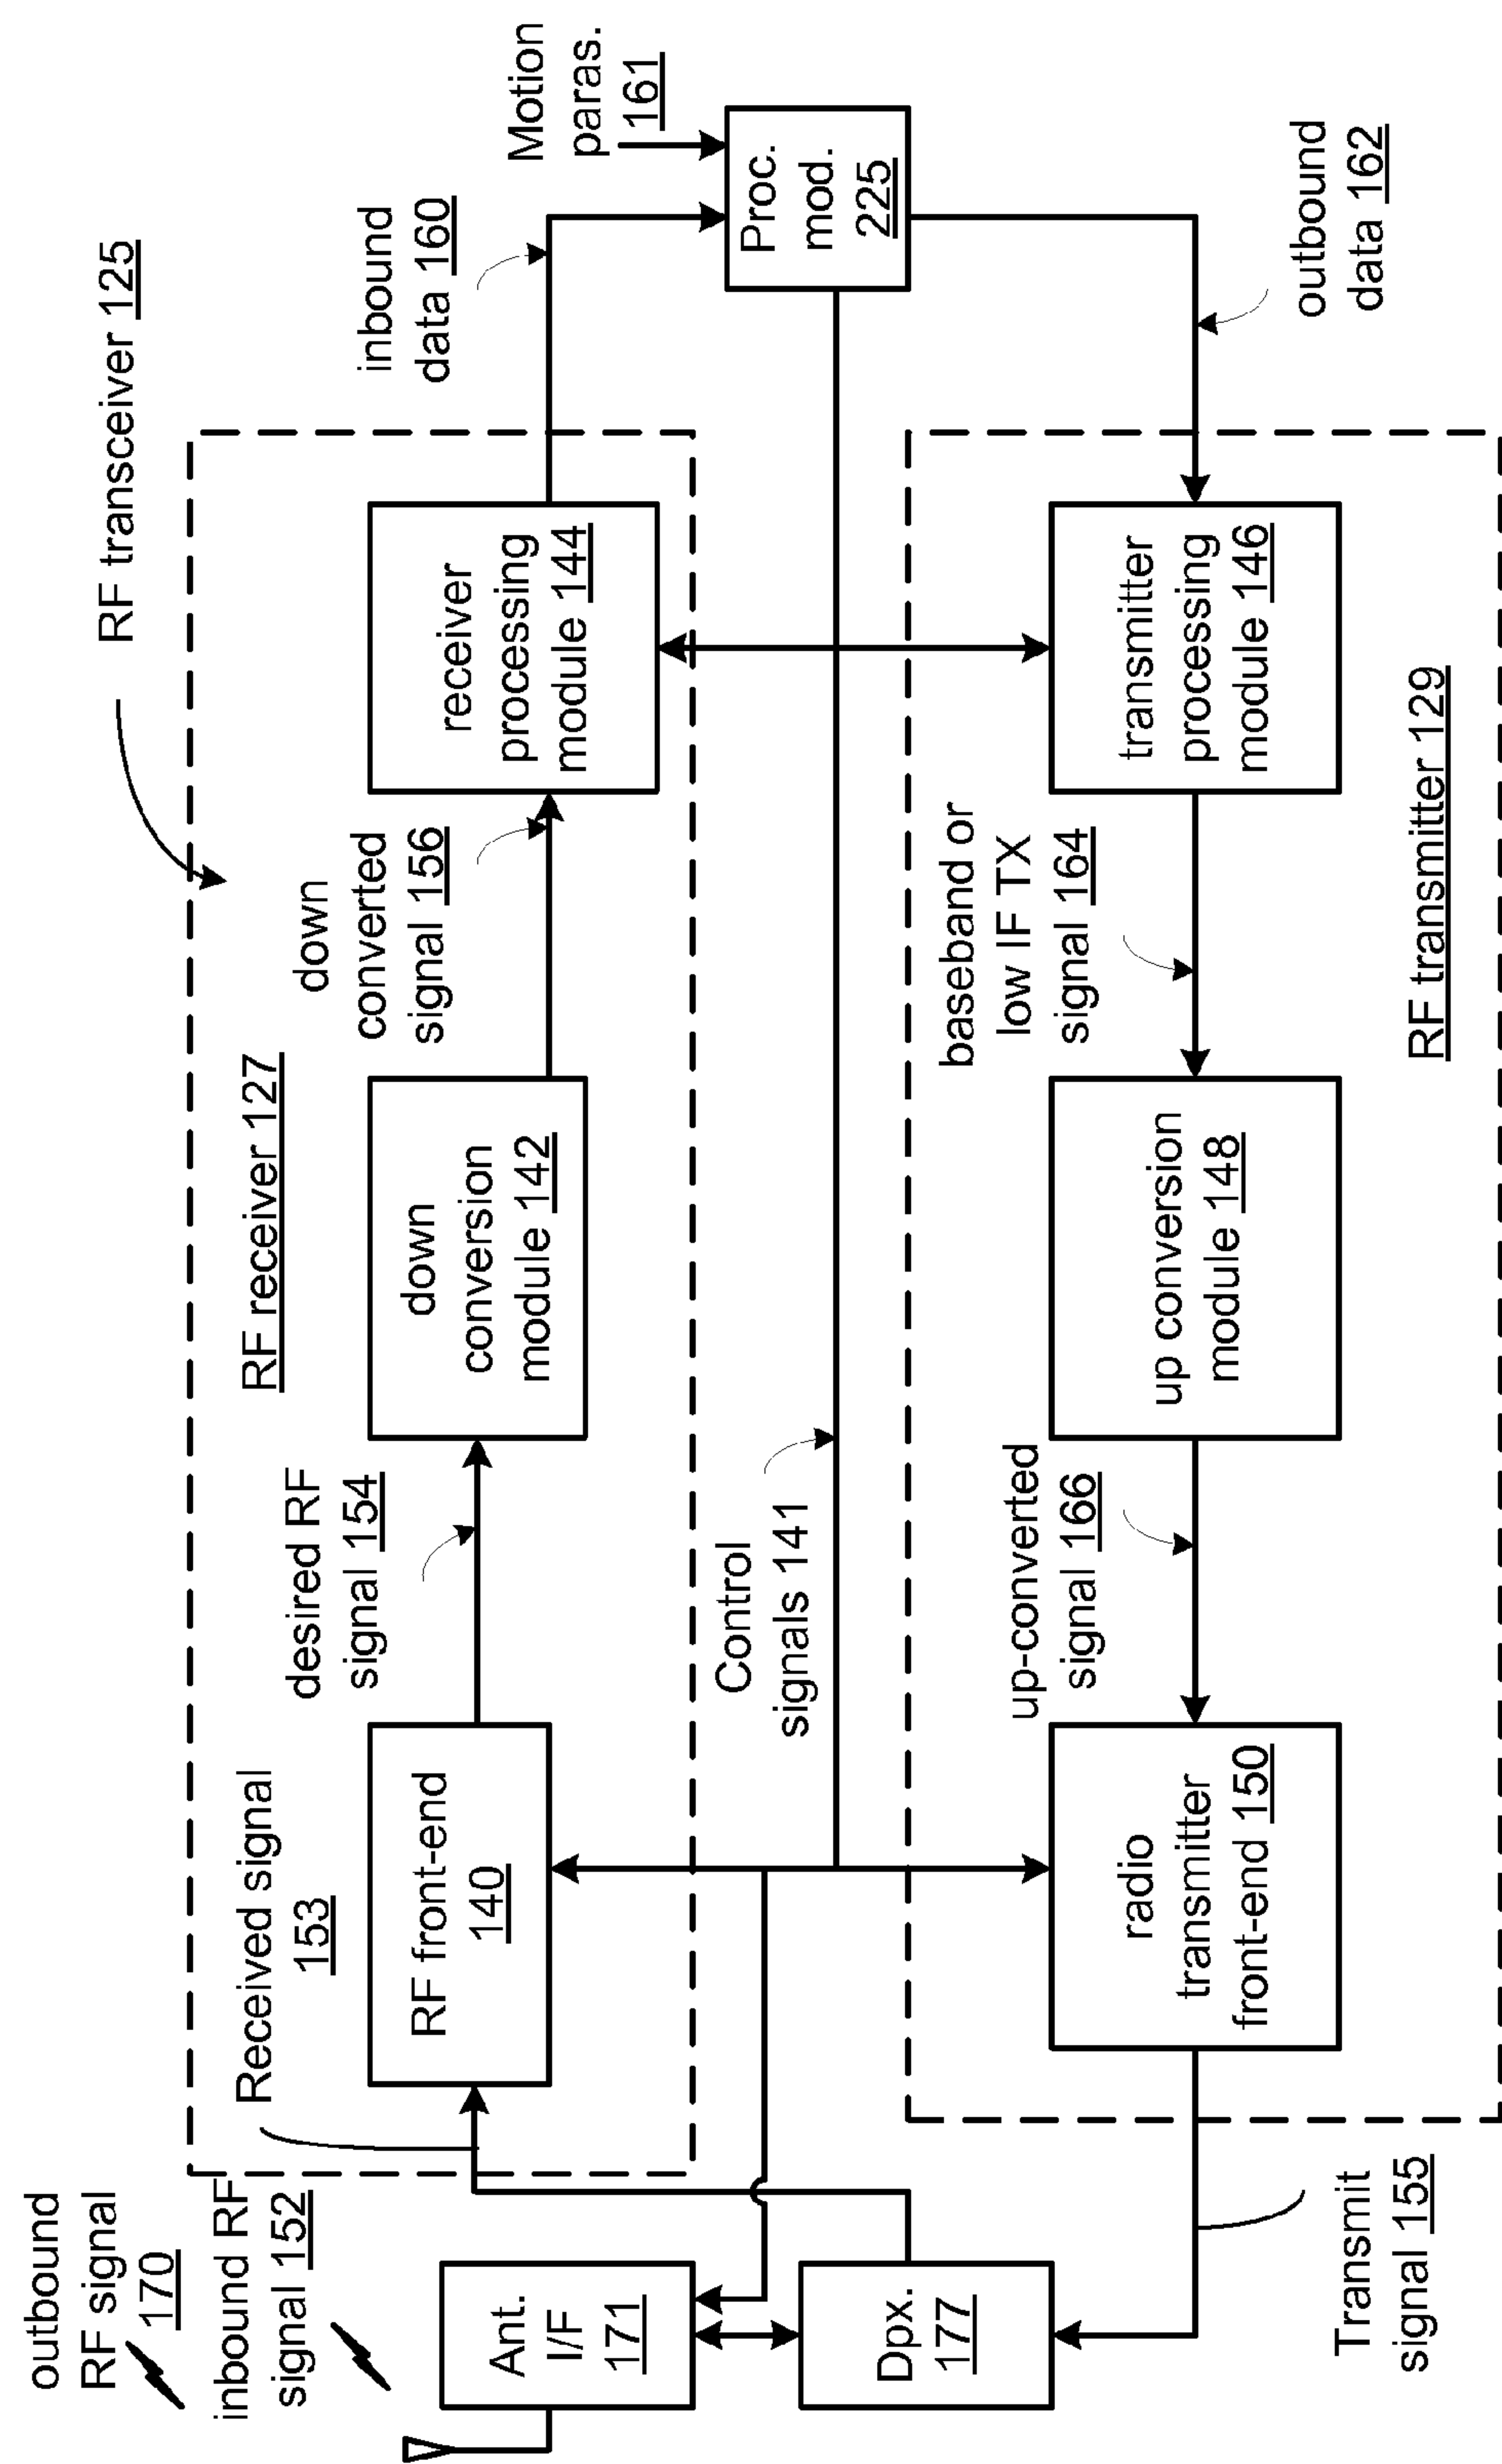 RF transceiver 125
outbound
RF signal
170
inbound RF
signal 152
Received signal
153
RF receiver 127
desired RF
signal 154
down
converted
signal 156
inbound
data 160
Motion
paras.
161
Ant.
I/F
171
RF front-end
140
down
conversion
module 142
receiver
processing
module 144
Proc.
mod.
225
Control
signals 141
Dpx.
177
up-converted
signal 166
baseband or
low IF TX
signal 164
radio
transmitter
front-end 150
up conversion
module 148
transmitter
processing
module 146
outbound
data 162
Transmit
signal 155
RF transmitter 129